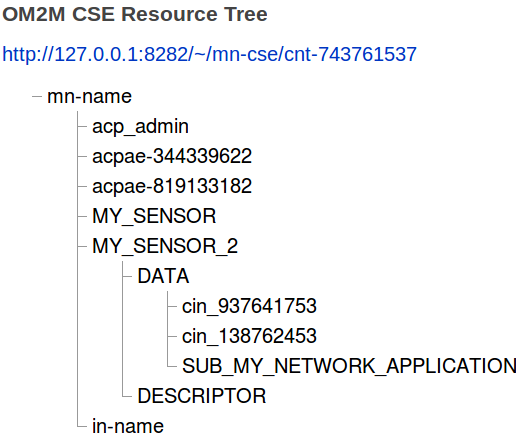 OM2M CSE Resource Tree
http://127.0.0.1:8282/~/mn-cse/cnt-743761537
mn-name
acp_admin
acpae-344339622
acpae-819133182
MY_SENSOR
MY_SENSOR_2
DATA
cin_937641753
cin_138762453
SUB_MY_NETWORK_APPLICATION
DESCRIPTOR
in-name